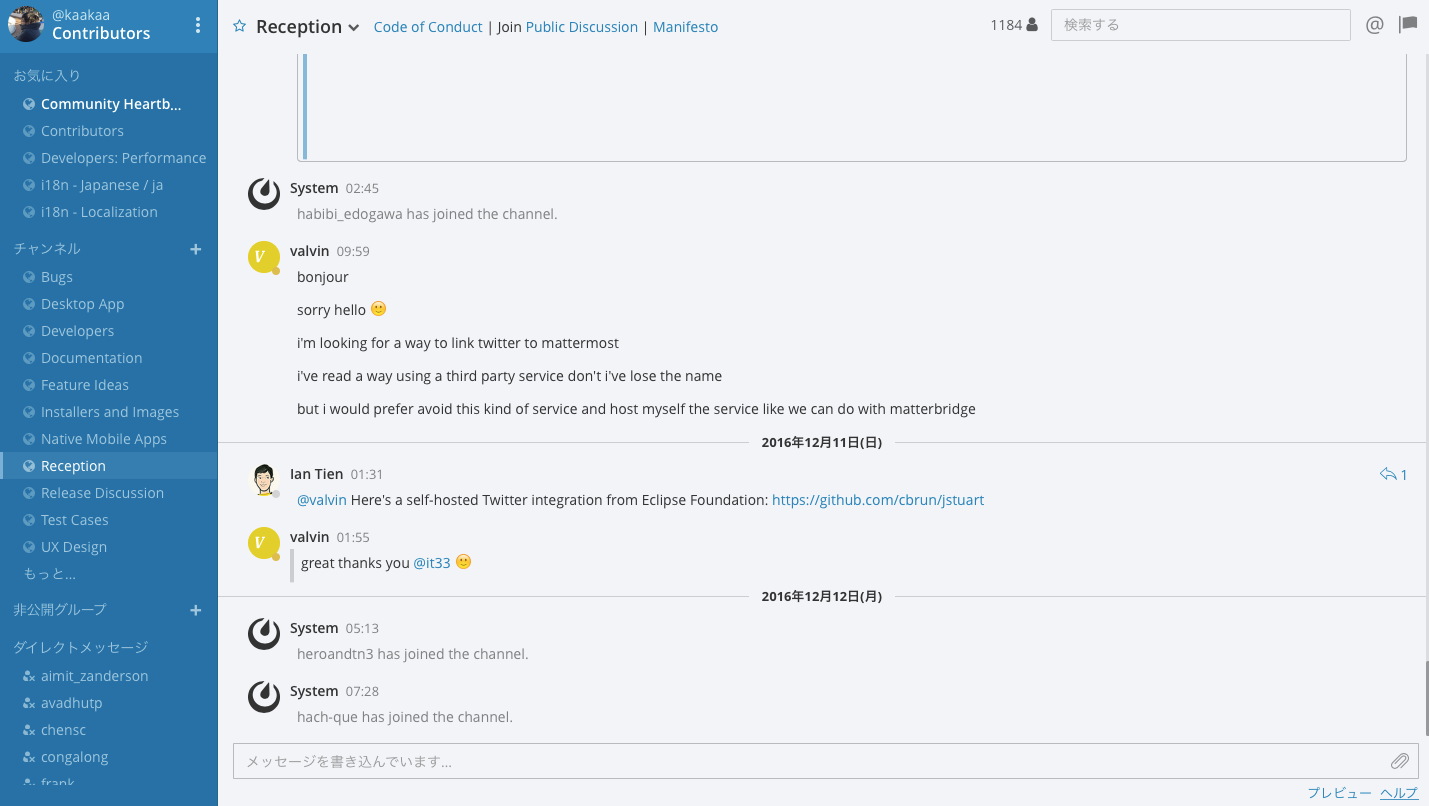 @kaakaa
Contributors
お気に入り
Community Heartb...
Contributors
Developers: Performance
i18n - Japanese / ja
i18n - Localization
チャンネル +
Bugs
Desktop App
Developers
Documentation
Feature Ideas
Installers and Images
Native Mobile Apps
Reception
Release Discussion
Test Cases
UX Design
もっと...
非公開グループ +
ダイレクトメッセージ
aimit_zanderson
avadhutp
chensc
congalong
frank
Reception Code of Conduct | Join Public Discussion | Manifesto 1184 検索する @
System 02:45
habibi_edogawa has joined the channel.
V valvin 09:59
bonjour
sorry hello 🙂
i'm looking for a way to link twitter to mattermost
i've read a way using a third party service don't i've lose the name
but i would prefer avoid this kind of service and host myself the service like we can do with matterbridge
2016年12月11日(日)
Ian Tien 01:31 1
@valvin Here's a self-hosted Twitter integration from Eclipse Foundation: https://github.com/cbrun/jstuart
V valvin 01:55
great thanks you @it33 🙂
2016年12月12日(月)
System 05:13
heroandtn3 has joined the channel.
System 07:28
hach-que has joined the channel.
メッセージを書き込んでいます...
プレビュー ヘルプ